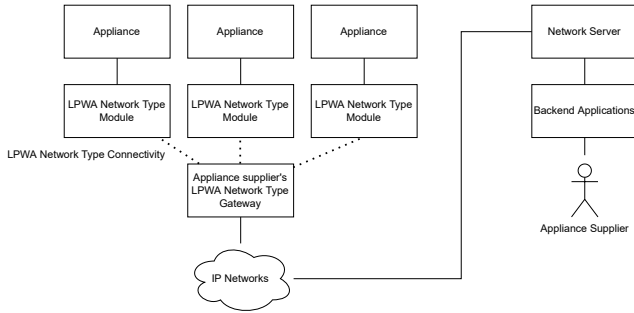 Appliance
Appliance
Appliance
Network Server
LPWA Network Type
Module
LPWA Network Type
Module
LPWA Network Type
Module
Backend Applications
LPWA Network Type Connectivity
Appliance supplier's
LPWA Network Type
Gateway
Appliance Supplier
IP Networks